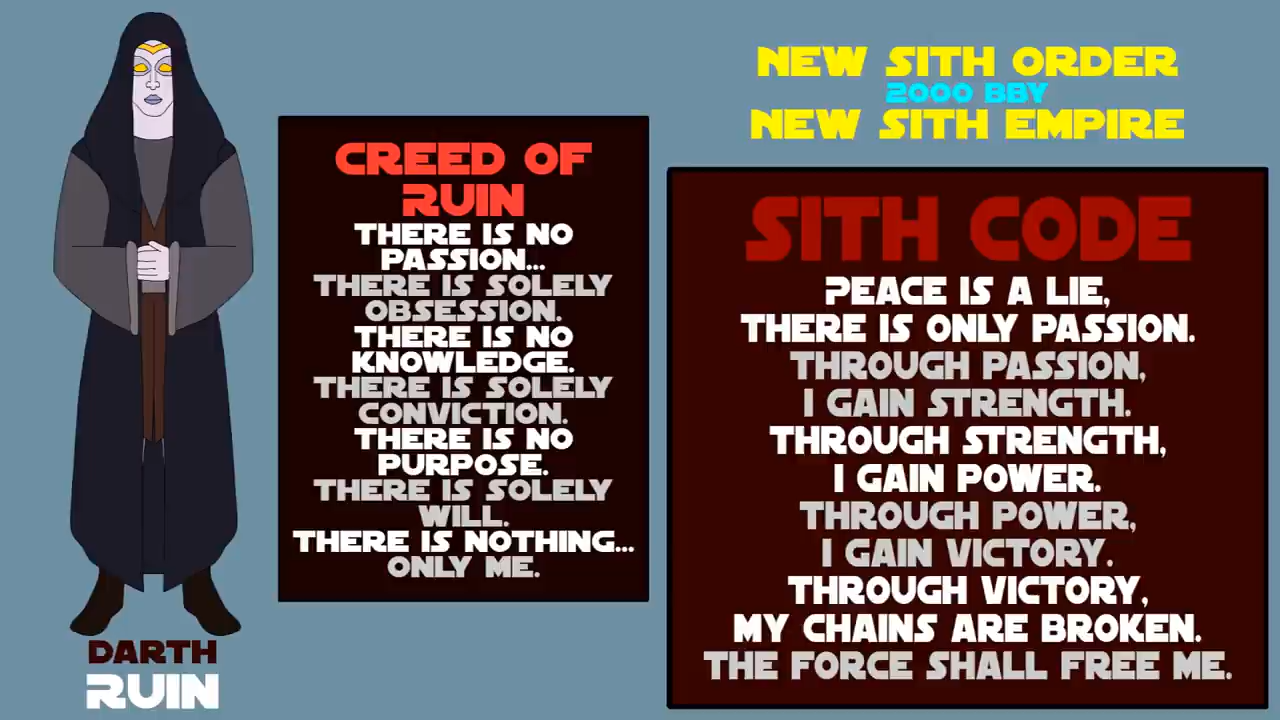 NEW SITH ORDER
2000 BBY
NEW SITH EMPIRE
CREED OF
RUIN
THERE IS NO
PASSION...
THERE IS SOLELY
OBSESSION.
THERE IS NO
KNOWLEDGE.
THERE IS SOLELY
CONVICTION.
THERE IS NO
PURPOSE.
THERE IS SOLELY
WILL.
THERE IS NOTHING...
ONLY ME.
SITH CODE
PEACE IS A LIE,
THERE IS ONLY PASSION.
THROUGH PASSION,
I GAIN STRENGTH.
THROUGH STRENGTH,
I GAIN POWER.
THROUGH POWER,
I GAIN VICTORY.
THROUGH VICTORY,
MY CHAINS ARE BROKEN.
THE FORCE SHALL FREE ME.
DARTH
RUIN